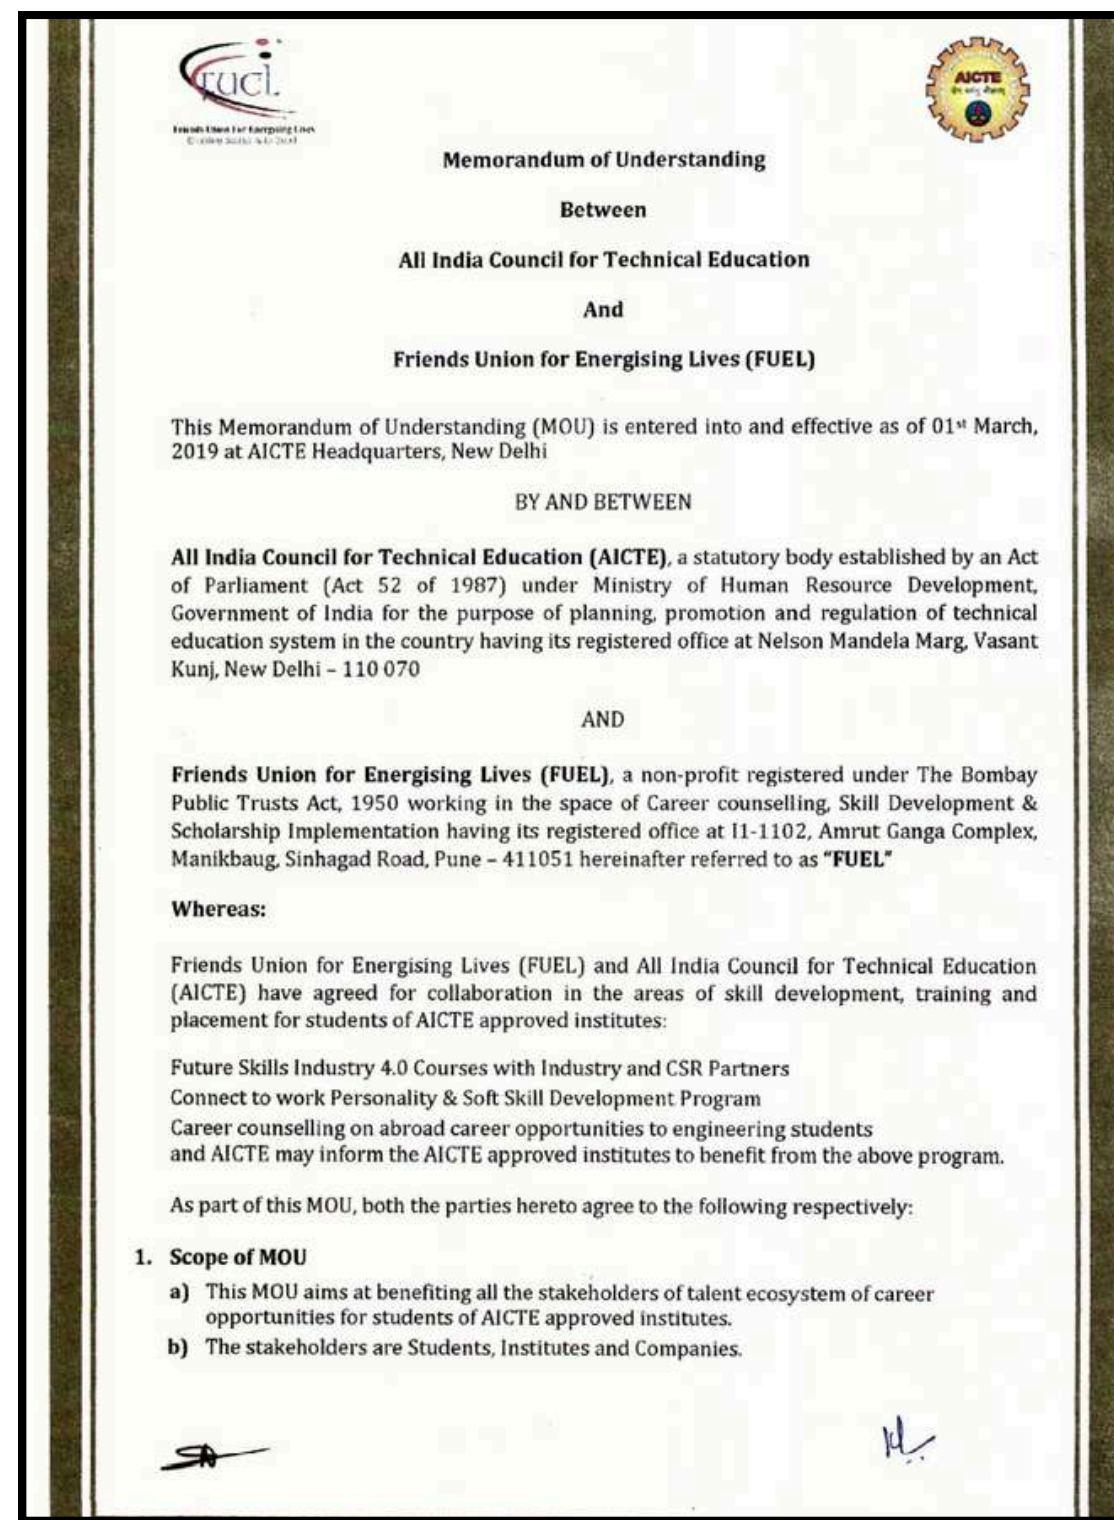 fucl.
Friends Union For Energising Lives
AICTE
Memorandum of Understanding
Between
All India Council for Technical Education
And
Friends Union for Energising Lives (FUEL)
This Memorandum of Understanding (MOU) is entered into and effective as of 01st March,
2019 at AICTE Headquarters, New Delhi
BY AND BETWEEN
All India Council for Technical Education (AICTE), a statutory body established by an Act
of Parliament (Act 52 of 1987) under Ministry of Human Resource Development,
Government of India for the purpose of planning, promotion and regulation of technical
education system in the country having its registered office at Nelson Mandela Marg, Vasant
Kunj, New Delhi – 110 070
AND
Friends Union for Energising Lives (FUEL), a non-profit registered under The Bombay
Public Trusts Act, 1950 working in the space of Career counselling, Skill Development &
Scholarship Implementation having its registered office at I1-1102, Amrut Ganga Complex,
Manikbaug, Sinhagad Road, Pune – 411051 hereinafter referred to as "FUEL"
Whereas:
Friends Union for Energising Lives (FUEL) and All India Council for Technical Education
(AICTE) have agreed for collaboration in the areas of skill development, training and
placement for students of AICTE approved institutes:
Future Skills Industry 4.0 Courses with Industry and CSR Partners
Connect to work Personality & Soft Skill Development Program
Career counselling on abroad career opportunities to engineering students
and AICTE may inform the AICTE approved institutes to benefit from the above program.
As part of this MOU, both the parties hereto agree to the following respectively:
1. Scope of MOU
a) This MOU aims at benefiting all the stakeholders of talent ecosystem of career
opportunities for students of AICTE approved institutes.
b) The stakeholders are Students, Institutes and Companies.